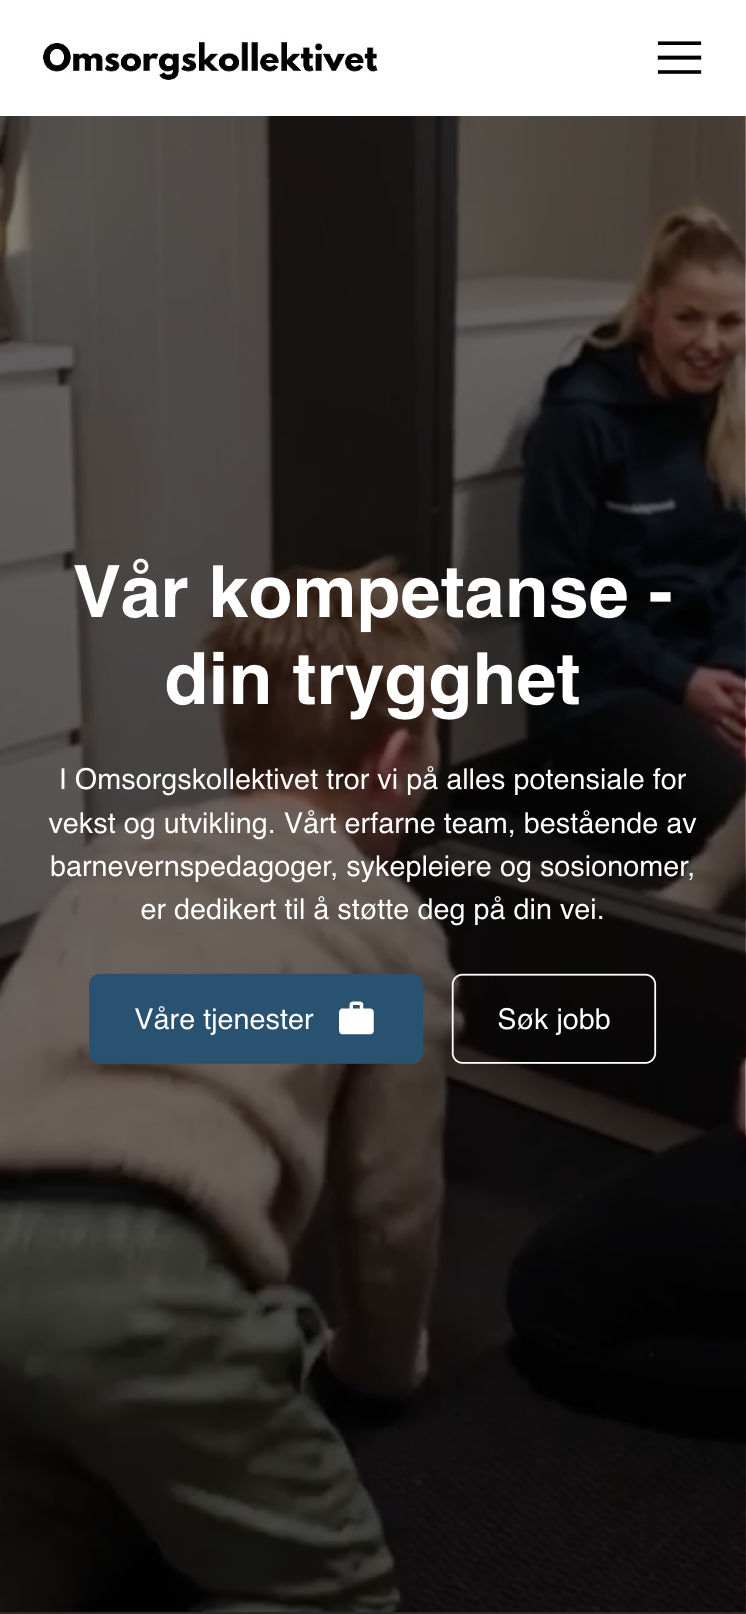 Omsorgskollektivet
Vår kompetanse -
din trygghet
I Omsorgskollektivet tror vi på alles potensiale for
vekst og utvikling. Vårt erfarne team, bestående av
barnevernspedagoger, sykepleiere og sosionomer,
er dedikert til å støtte deg på din vei.
Våre tjenester
Søk jobb